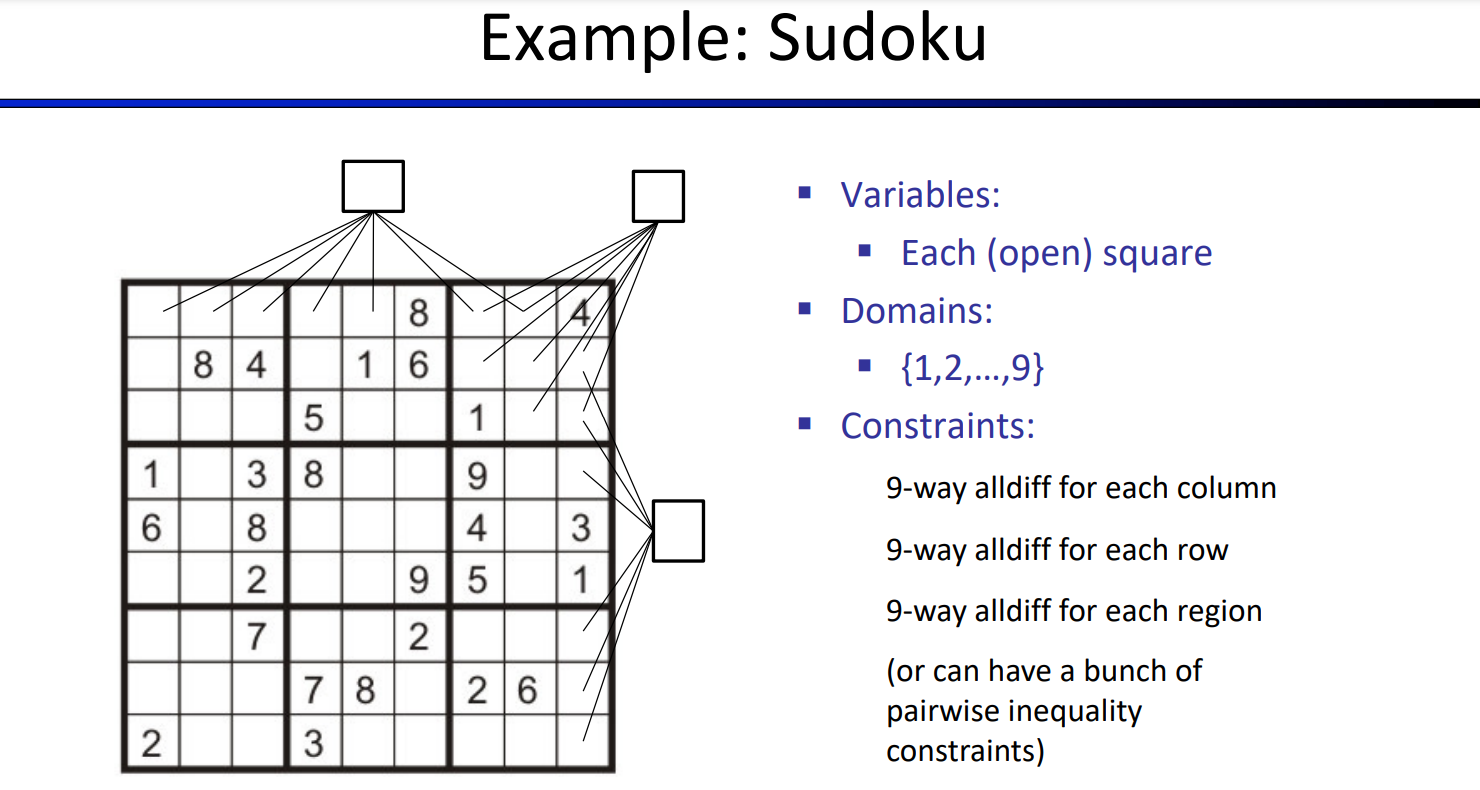 Example: Sudoku
8 4
8 4 1 6
5 1
1 3 8 9
6 8 4 3
2 9 5 1
7 2
7 8 2 6
2 3
▪ Variables:
▪ Each (open) square
▪ Domains:
▪ {1,2,…,9}
▪ Constraints:
9-way alldiff for each column
9-way alldiff for each row
9-way alldiff for each region
(or can have a bunch of
pairwise inequality
constraints)